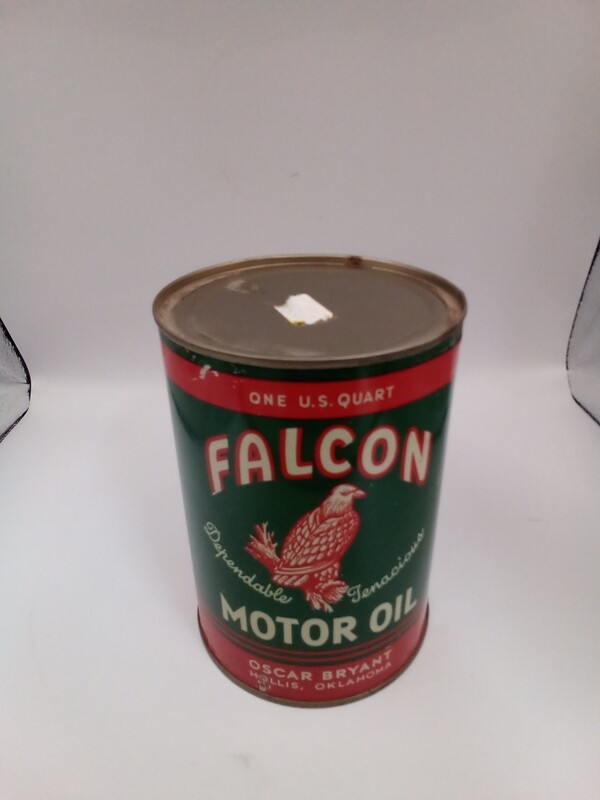 ONE U.S. QUART
FALCON
Dependable Tenacious
MOTOR OIL
OSCAR BRYANT
HOLLIS, OKLAHOMA